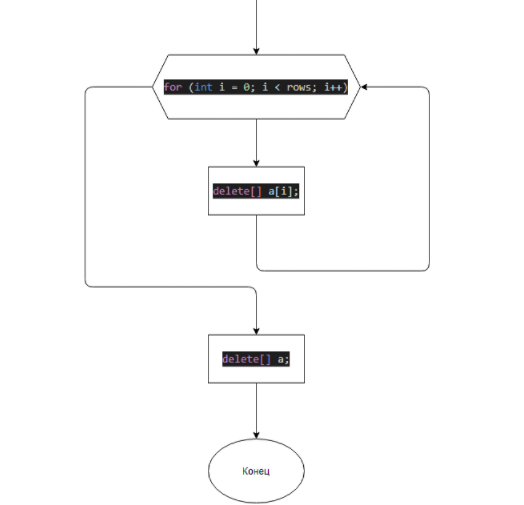 for (int i = 0; i < rows; i++)
delete[] a[i];
delete[] a;
Конец